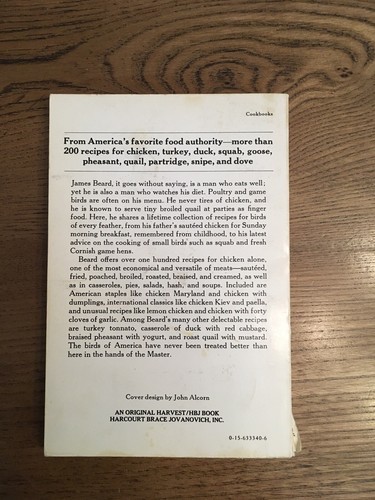 Cookbooks
From America's favorite food authority—more than
200 recipes for chicken, turkey, duck, squab, goose,
pheasant, quail, partridge, snipe, and dove
James Beard, it goes without saying, is a man who eats well;
yet he is also a man who watches his diet. Poultry and game
birds are often on his menu. He never tires of chicken, and
he is known to serve tiny broiled quail at parties as finger
food. Here, he shares a lifetime collection of recipes for birds
of every feather, from his father's sautéed chicken for Sunday
morning breakfast, remembered from childhood, to his latest
advice on the cooking of small birds such as squab and fresh
Cornish game hens.
Beard offers over one hundred recipes for chicken alone,
one of the most economical and versatile of meats—sautéed,
fried, poached, broiled, roasted, braised, and creamed, as well
as in casseroles, pies, salads, hash, and soups. Included are
American staples like chicken Maryland and chicken with
dumplings, international classics like chicken Kiev and paella,
and unusual recipes like lemon chicken and chicken with forty
cloves of garlic. Among Beard's many other delectable recipes
are turkey tonnato, casserole of duck with red cabbage,
braised pheasant with yogurt, and roast quail with mustard.
The birds of America have never been treated better than
here in the hands of the Master.
Cover design by John Alcorn
AN ORIGINAL HARVEST/HBJ BOOK
HARCOURT BRACE JOVANOVICH, INC.
0-15-633340-6